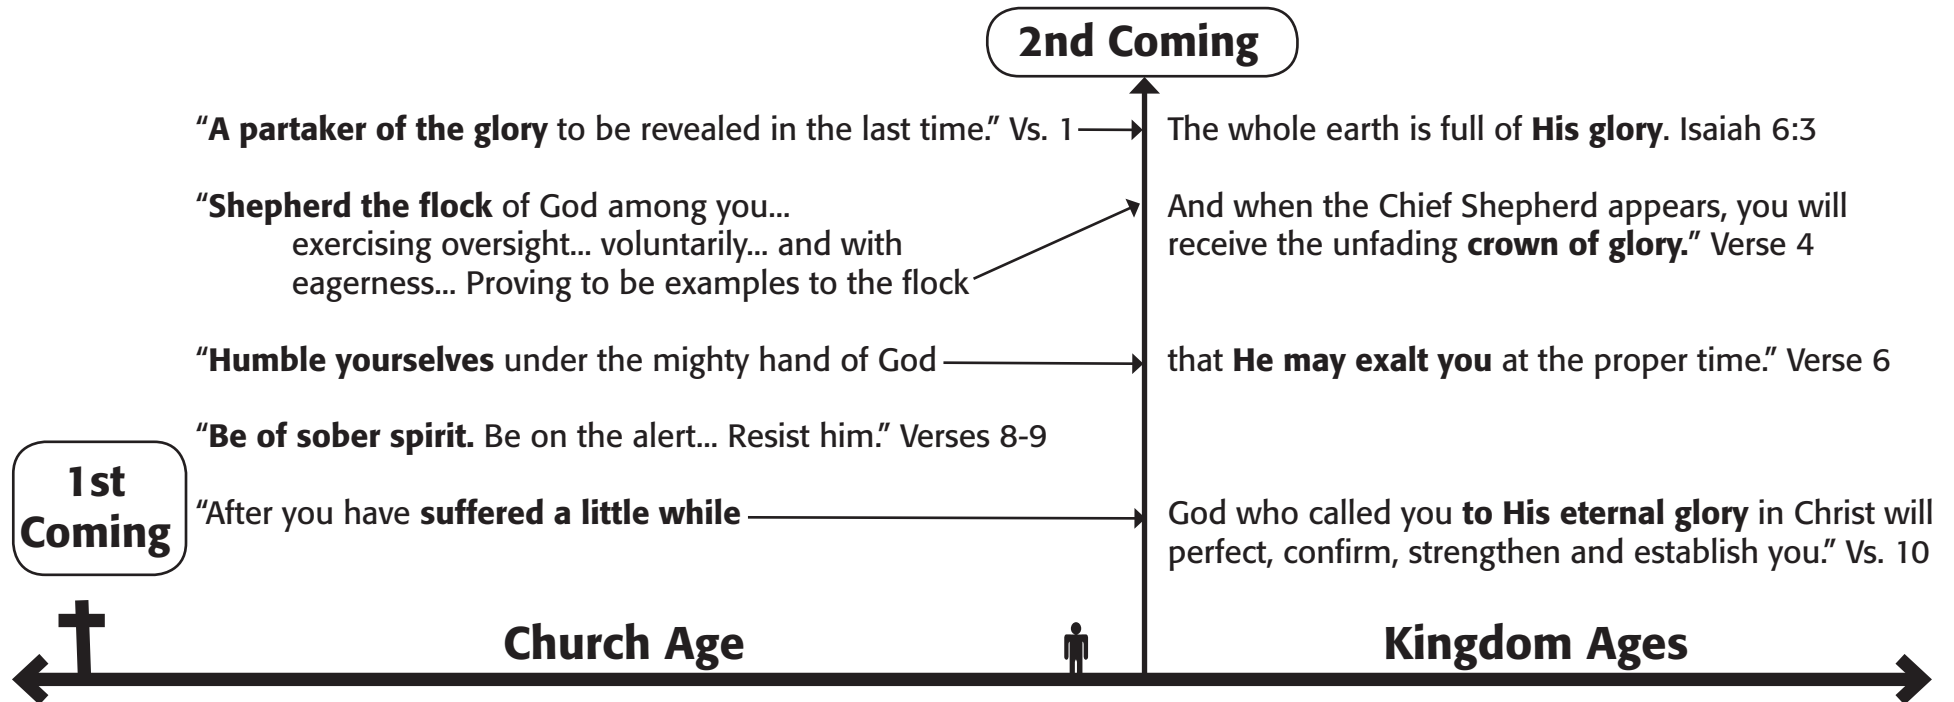 2nd Coming
“A partaker of the glory to be revealed in the last time.” Vs. 1
The whole earth is full of His glory. Isaiah 6:3
“Shepherd the flock of God among you...
exercising oversight... voluntarily... and with
eagerness... Proving to be examples to the flock
And when the Chief Shepherd appears, you will
receive the unfading crown of glory.” Verse 4
“Humble yourselves under the mighty hand of God
that He may exalt you at the proper time.” Verse 6
“Be of sober spirit. Be on the alert... Resist him.” Verses 8-9
1st
Coming
“After you have suffered a little while
God who called you to His eternal glory in Christ will
perfect, confirm, strengthen and establish you.” Vs. 10
Church Age
Kingdom Ages